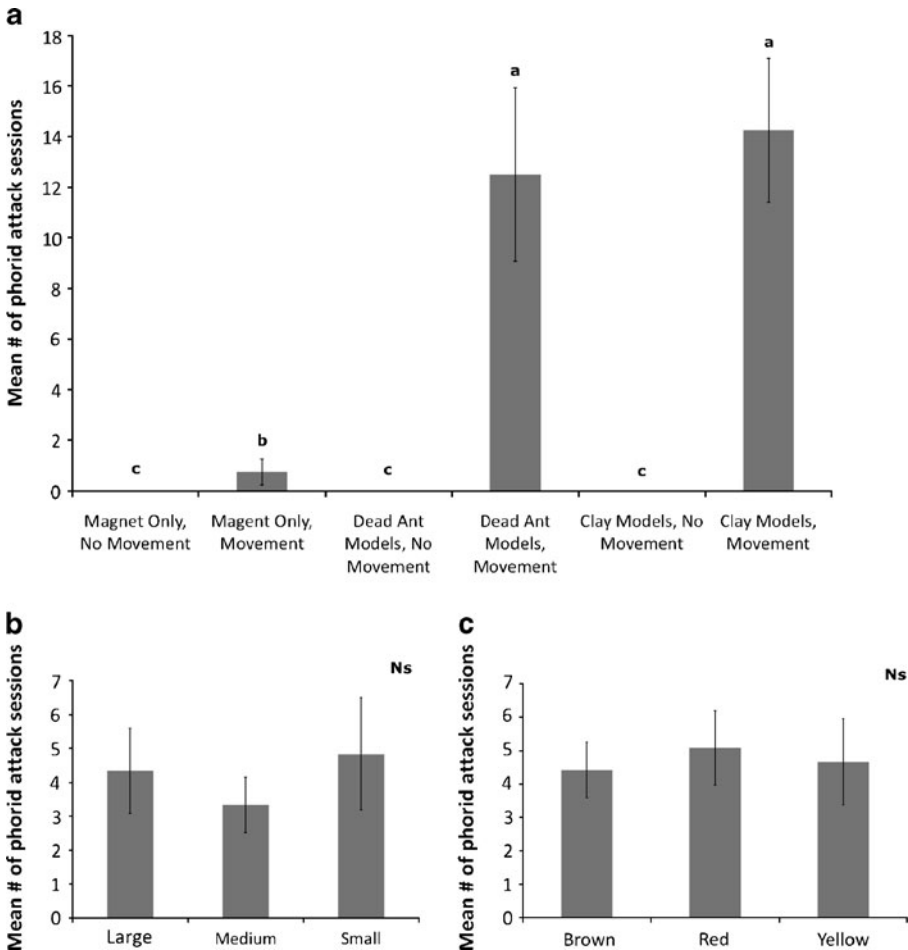 a
Mean # of phorid attack sessions
18
16
14
12
10
8
6
4
2
0
c
b
c
a
c
a
Magnet Only,
No Movement
Magent Only,
Movement
Dead Ant
Models, No
Movement
Dead Ant
Models,
Movement
Clay Models, No
Movement
Clay Models,
Movement
b
Mean # of phorid attack sessions
Ns
7
6
5
4
3
2
1
0
Large
Medium
Small
c
Mean # of phorid attack sessions
Ns
7
6
5
4
3
2
1
0
Brown
Red
Yellow